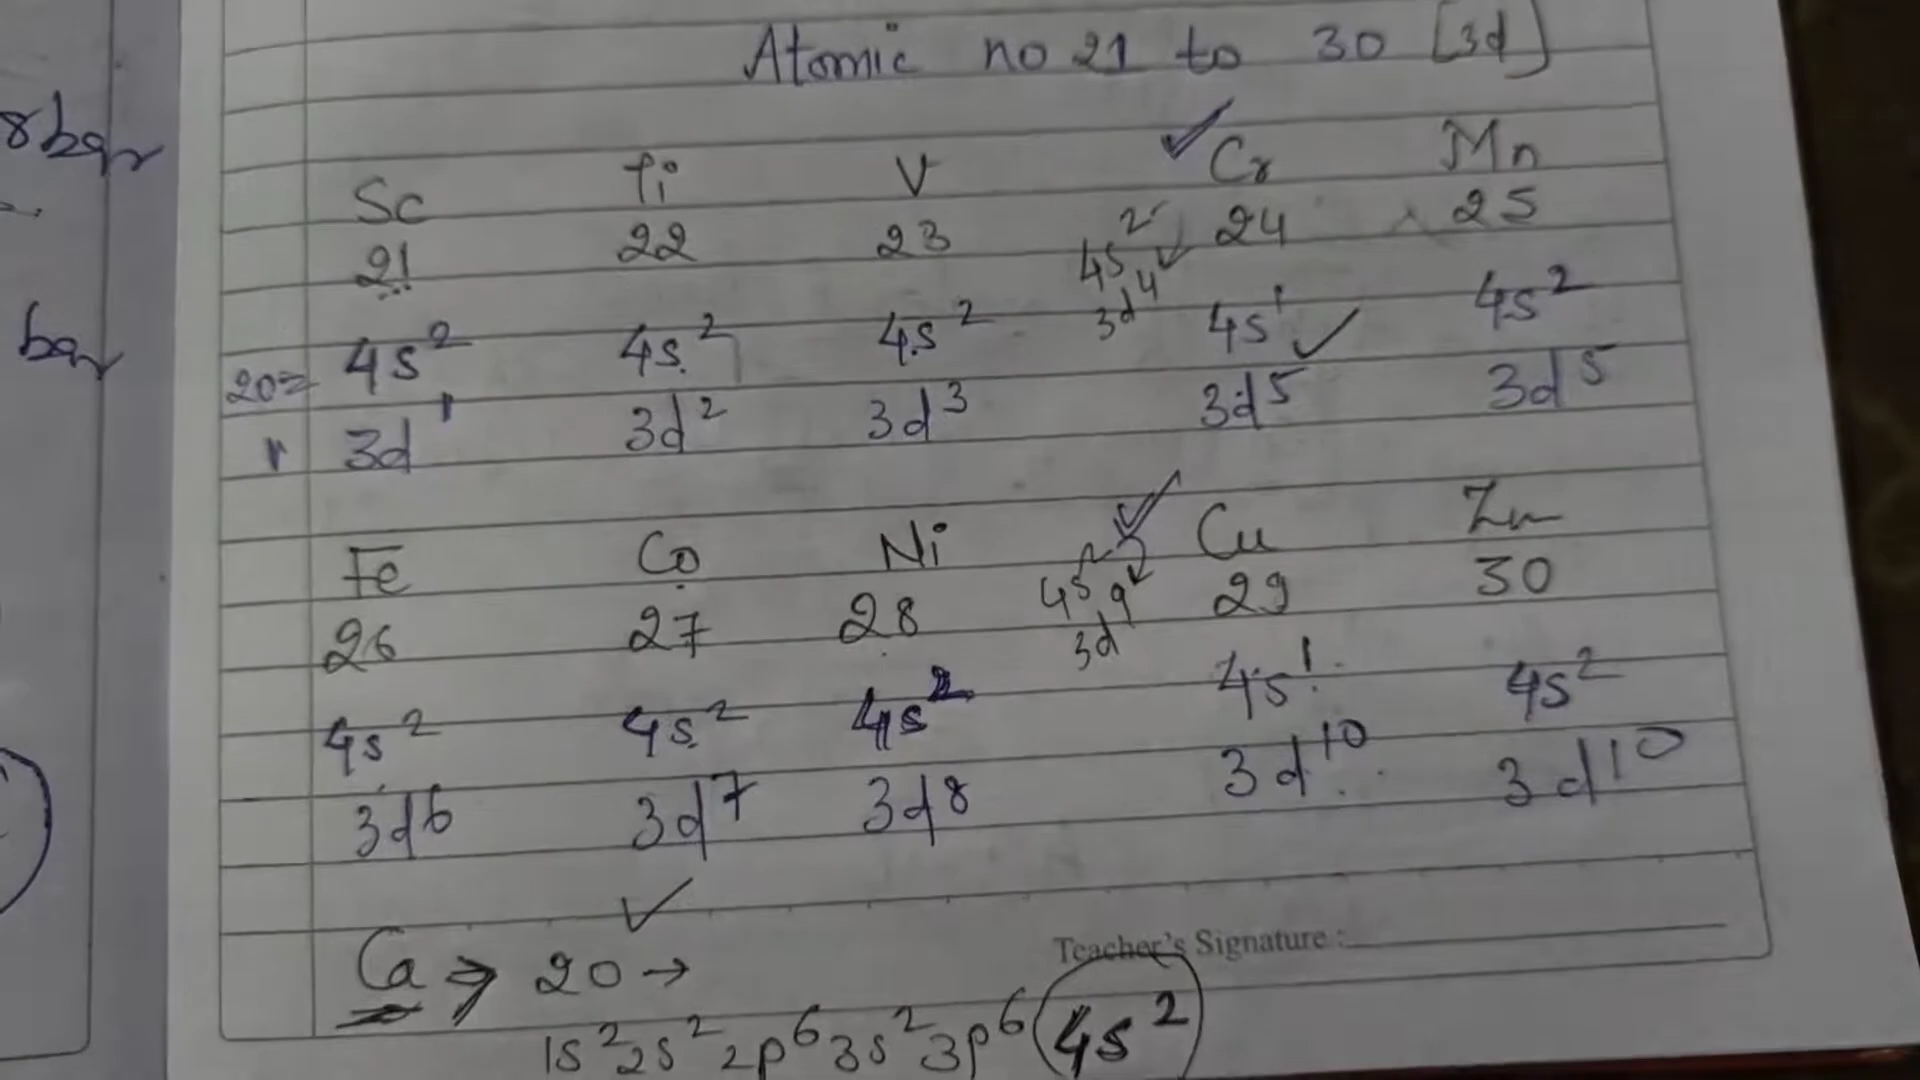 Atomic no 21 to 30 [3d]
Sc Ti V Cr Mn
21 22 23 24 25
4s² 3d⁴
4s² 4s² 4s² 4s¹ 4s²
20=
3d¹ 3d² 3d³ 3d⁵ 3d⁵
Fe Co Ni Cu Zn
26 27 28 29 30
4s² 3d⁹
4s² 4s² 4s² 4s¹ 4s²
3d⁶ 3d⁷ 3d⁸ 3d¹⁰ 3d¹⁰
Teacher's Signature :
Ca → 20 →
1s² 2s² 2p⁶ 3s² 3p⁶ 4s²